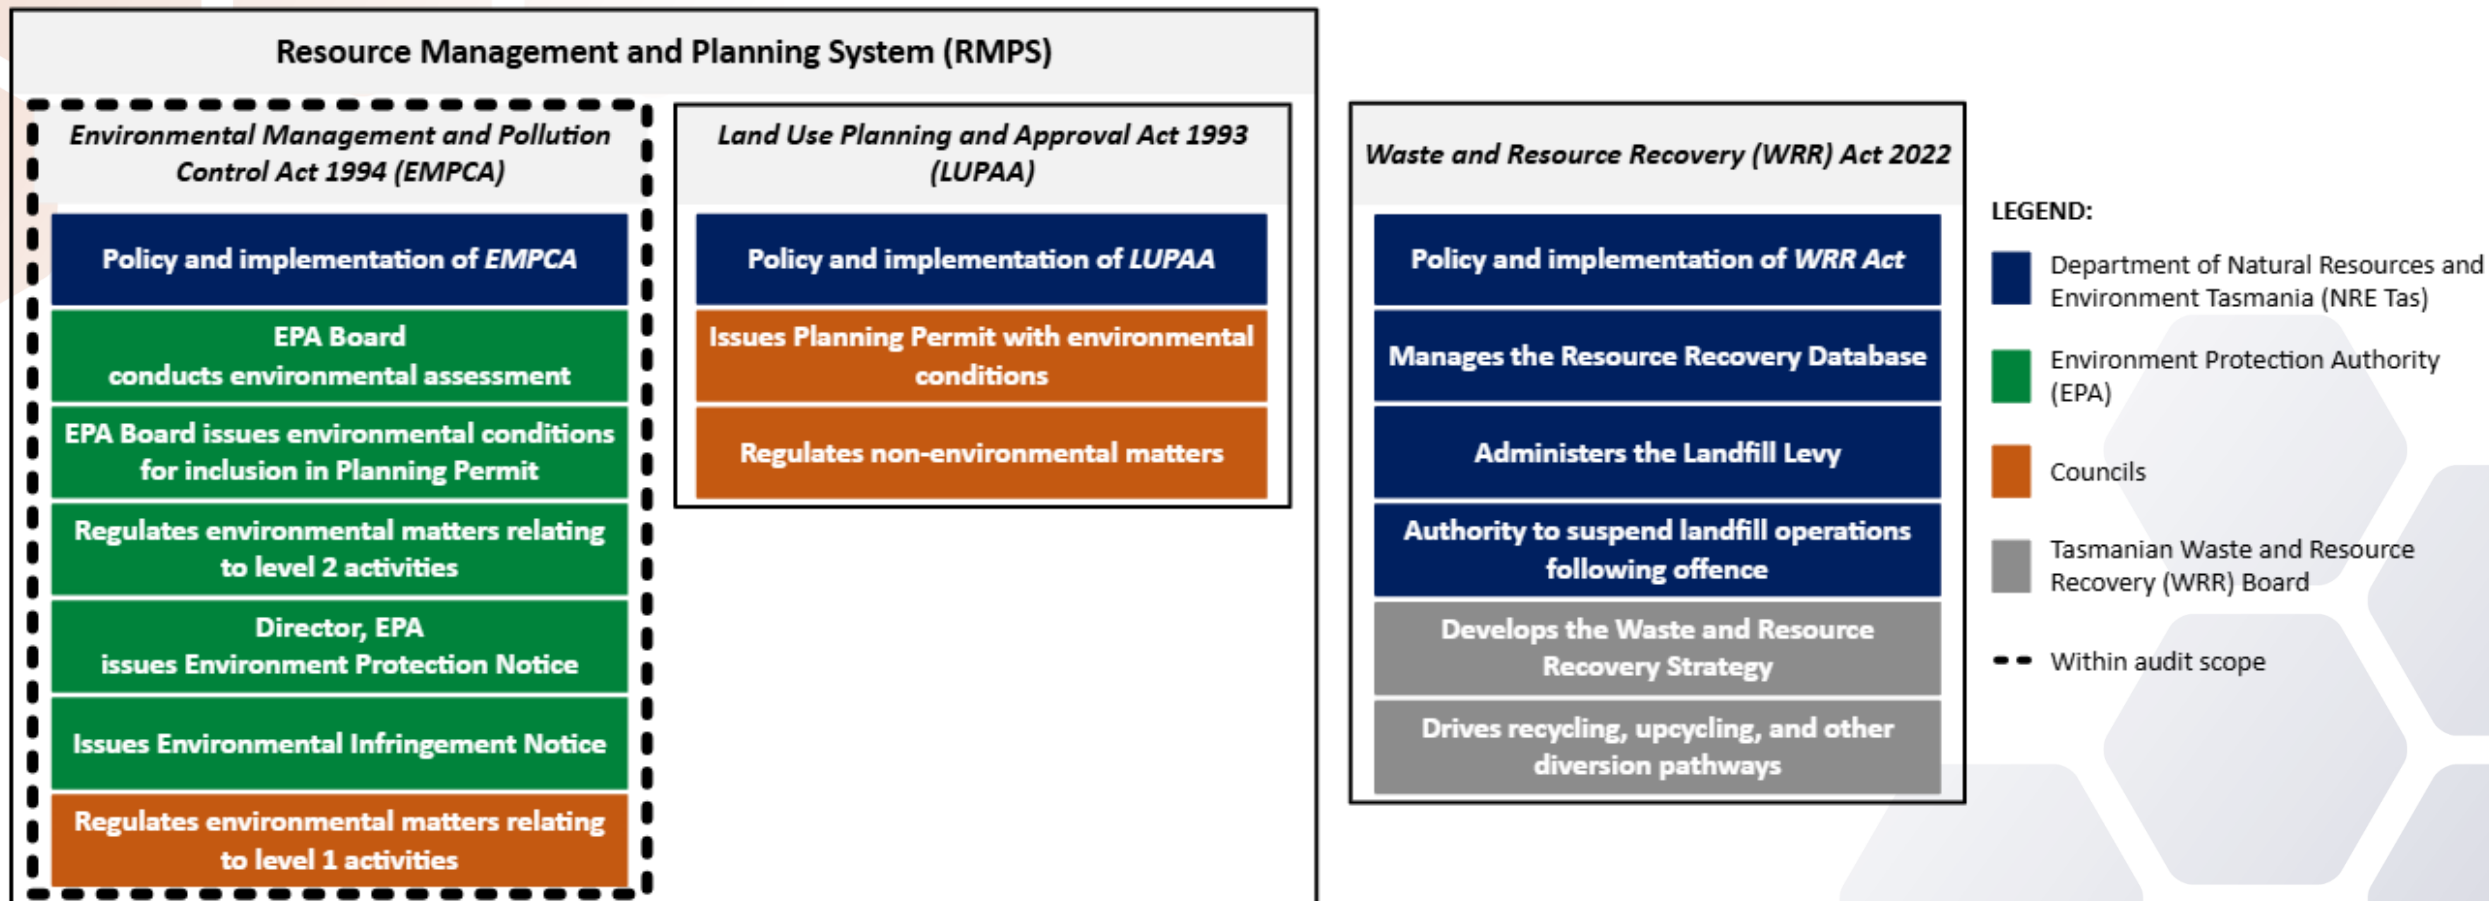 Resource Management and Planning System (RMPS)
Environmental Management and Pollution
Control Act 1994 (EMPCA)
Policy and implementation of EMPCA
EPA Board
conducts environmental assessment
EPA Board issues environmental conditions
for inclusion in Planning Permit
Regulates environmental matters relating
to level 2 activities
Director, EPA
issues Environment Protection Notice
Issues Environmental Infringement Notice
Regulates environmental matters relating
to level 1 activities
Land Use Planning and Approval Act 1993
(LUPAA)
Policy and implementation of LUPAA
Issues Planning Permit with environmental
conditions
Regulates non-environmental matters
Waste and Resource Recovery (WRR) Act 2022
Policy and implementation of WRR Act
Manages the Resource Recovery Database
Administers the Landfill Levy
Authority to suspend landfill operations
following offence
Develops the Waste and Resource
Recovery Strategy
Drives recycling, upcycling, and other
diversion pathways
LEGEND:
Department of Natural Resources and
Environment Tasmania (NRE Tas)
Environment Protection Authority
(EPA)
Councils
Tasmanian Waste and Resource
Recovery (WRR) Board
Within audit scope